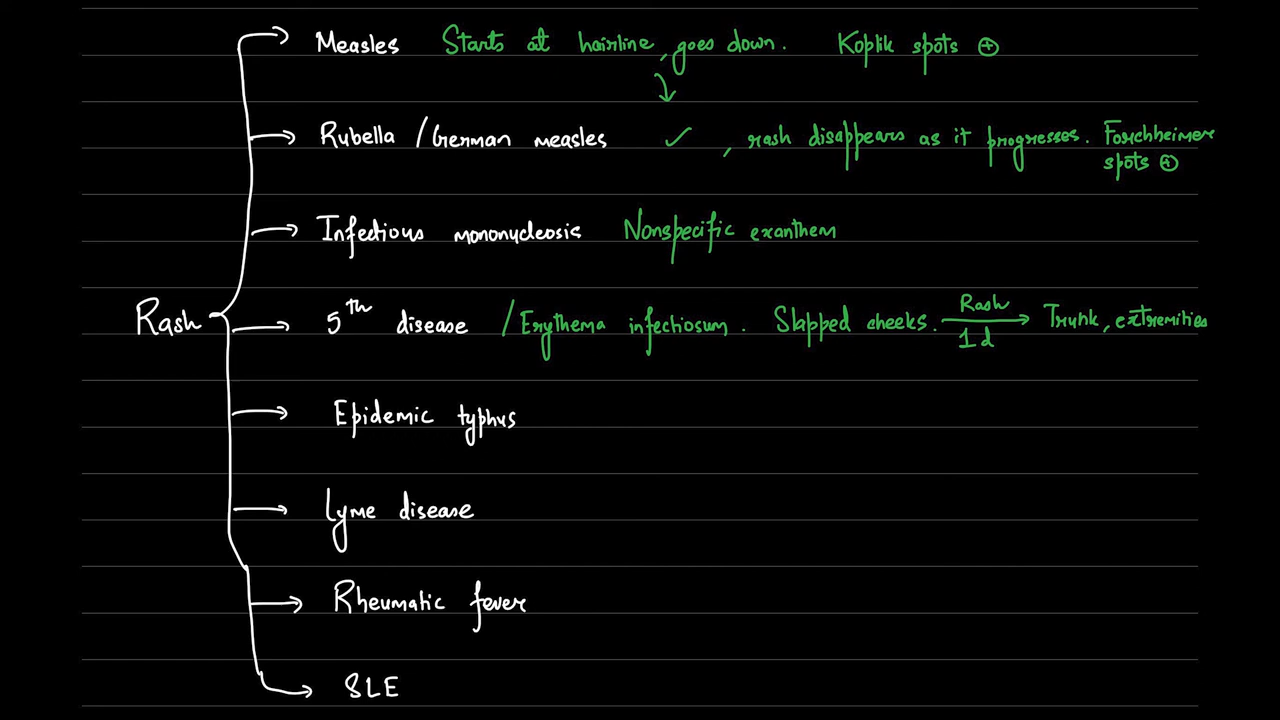 Measles Starts at hairline, goes down. Koplik spots ⊕
↓
Rubella / German measles ✓, rash disappears as it progresses. Forchheimer
spots ⊕
Infectious mononucleosis Nonspecific exanthem
Rash
5th disease / Erythema infectiosum. Slapped cheeks. Rash 1d → Trunk, extremities
Epidemic typhus
Lyme disease
Rheumatic fever
SLE